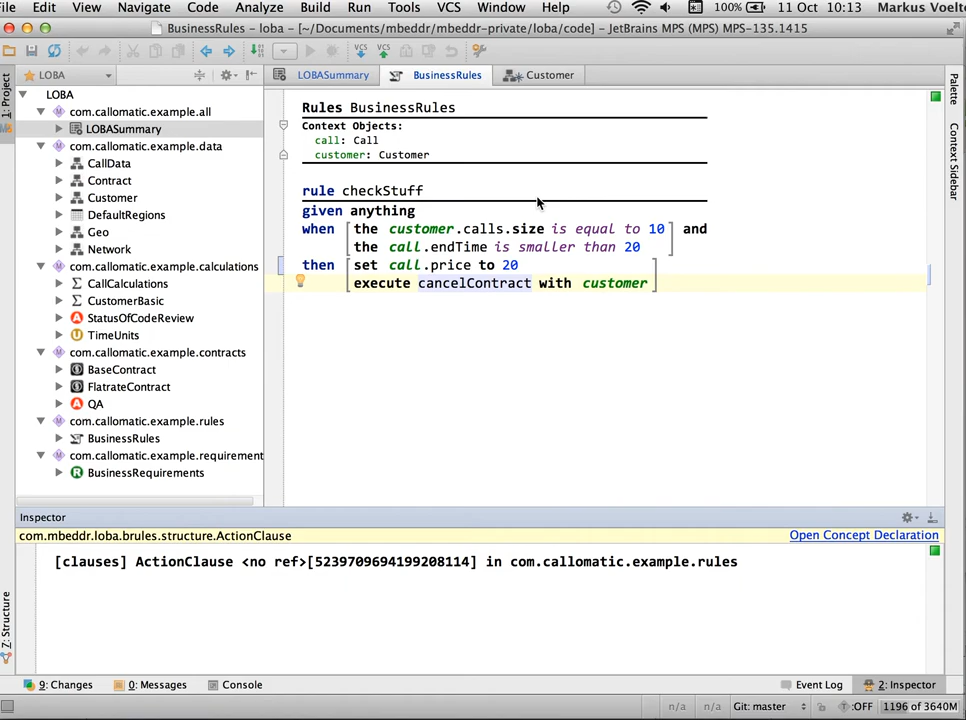 File Edit View Navigate Code Analyze Refactor Build Run Tools VCS Window Help 100% 11 Oct 10:13 Markus Voelte
BusinessRules - loba - [~/Documents/mbeddr/mbeddr-private/loba/code] - JetBrains MPS (MPS) MPS-135.1415
VCS VCS
LOBA LOBASummary BusinessRules Customer
1: Project
Palette
Context Sidebar
LOBA
com.callomatic.example.all
LOBASummary
com.callomatic.example.data
CallData
Contract
Customer
DefaultRegions
Geo
Network
com.callomatic.example.calculations
CallCalculations
CustomerBasic
StatusOfCodeReview
TimeUnits
com.callomatic.example.contracts
BaseContract
FlatrateContract
QA
com.callomatic.example.rules
BusinessRules
com.callomatic.example.requirement
BusinessRequirements
Rules BusinessRules
Context Objects:
call: Call
customer: Customer
rule checkStuff
given anything
when [ the customer.calls.size is equal to 10 ] and
the call.endTime is smaller than 20
then [ set call.price to 20 ]
execute cancelContract with customer
Inspector
com.mbeddr.loba.brules.structure.ActionClause Open Concept Declaration
[clauses] ActionClause <no ref>[5239709694199208114] in com.callomatic.example.rules
7: Structure
9: Changes 0: Messages Console Event Log 2: Inspector
n/a n/a Git: master T:OFF 1196 of 3640M